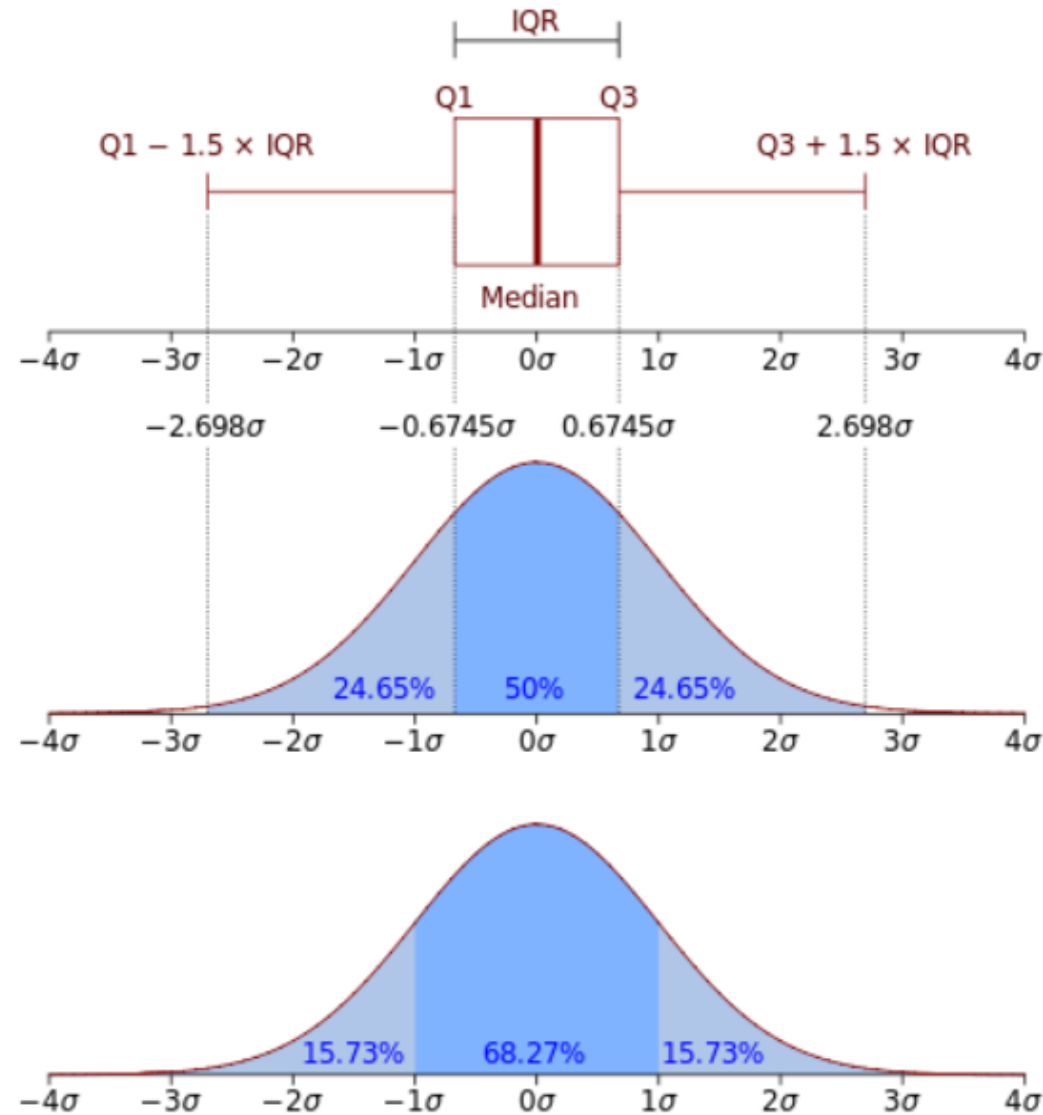 IQR
Q1 Q3
Q1 − 1.5 × IQR Q3 + 1.5 × IQR
Median
−4σ −3σ −2σ −1σ 0σ 1σ 2σ 3σ 4σ
−2.698σ −0.6745σ 0.6745σ 2.698σ
24.65% 50% 24.65%
−4σ −3σ −2σ −1σ 0σ 1σ 2σ 3σ 4σ
15.73% 68.27% 15.73%
−4σ −3σ −2σ −1σ 0σ 1σ 2σ 3σ 4σ